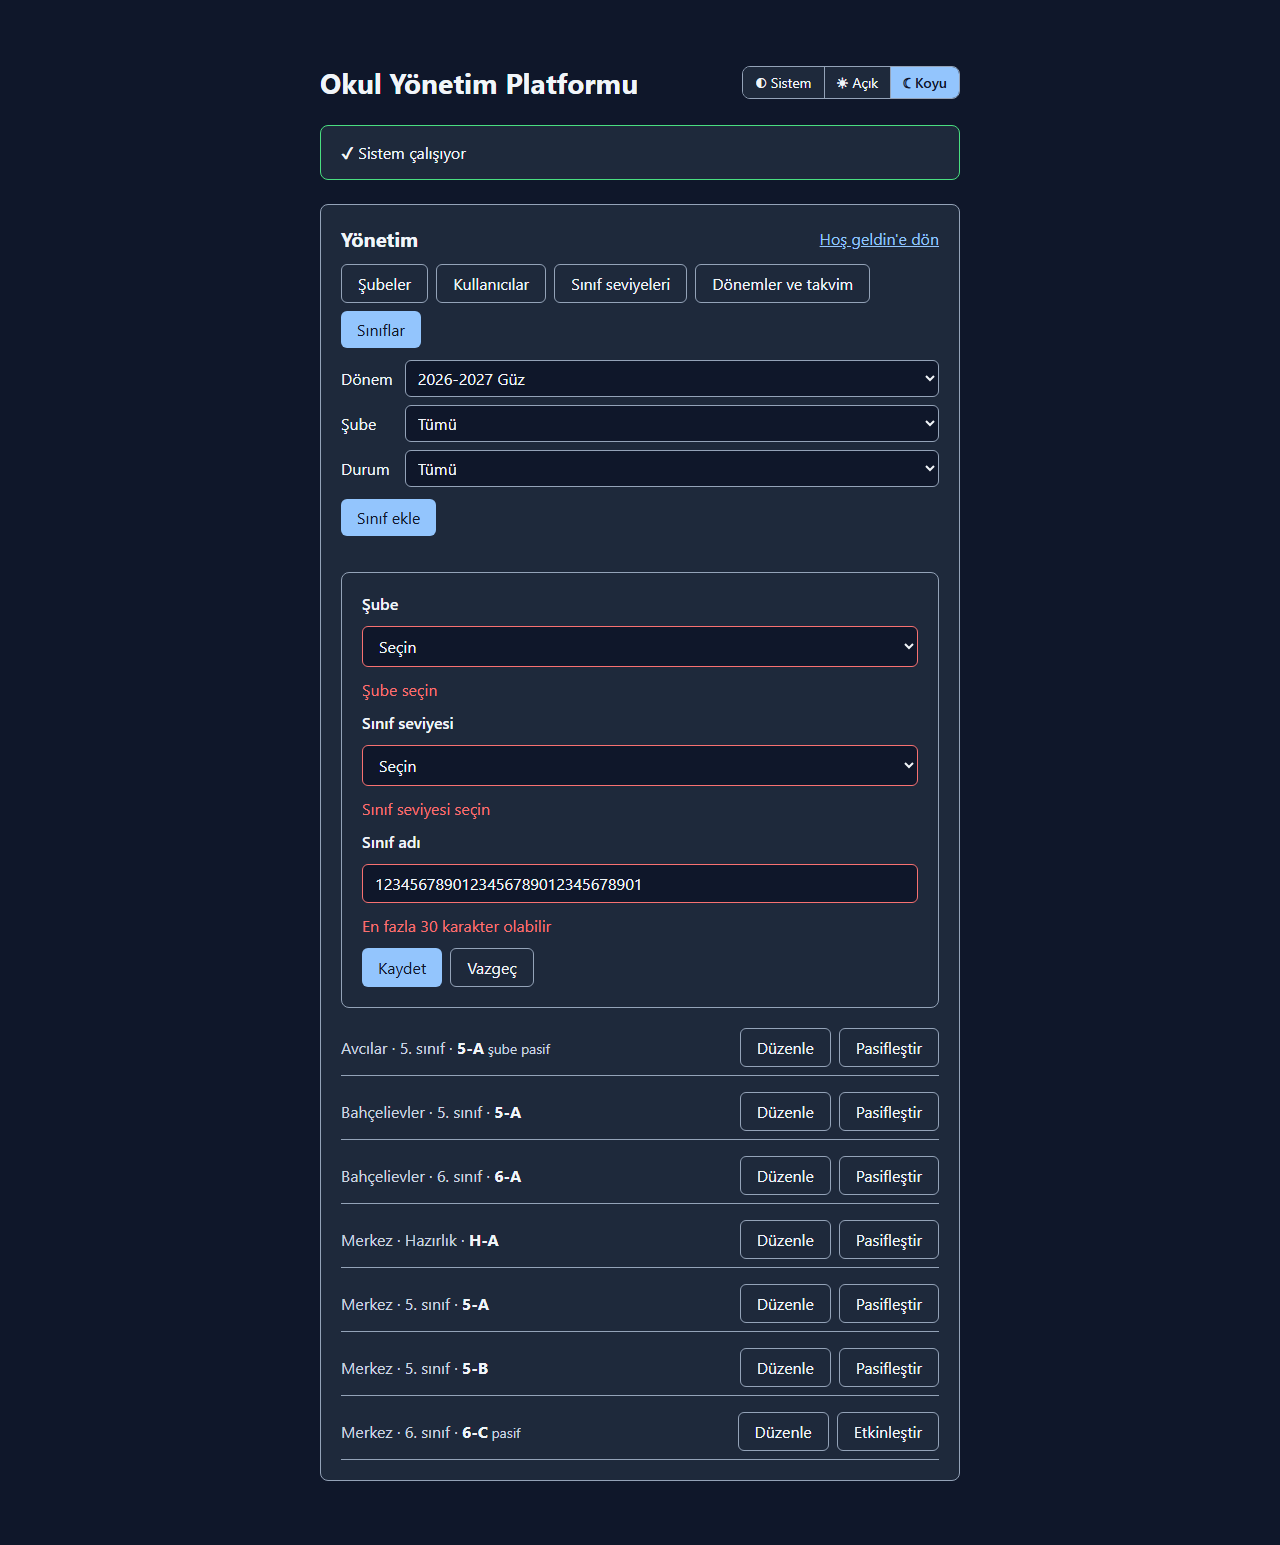 Okul Yönetim Platformu
◐ Sistem ☀ Açık ☾ Koyu
✓ Sistem çalışıyor
Yönetim
Hoş geldin'e dön
Şubeler Kullanıcılar Sınıf seviyeleri Dönemler ve takvim
Sınıflar
Dönem 2026-2027 Güz
Şube Tümü
Durum Tümü
Sınıf ekle
Şube
Seçin
Şube seçin
Sınıf seviyesi
Seçin
Sınıf seviyesi seçin
Sınıf adı
1234567890123456789012345678901
En fazla 30 karakter olabilir
Kaydet Vazgeç
Avcılar · 5. sınıf · 5-A şube pasif Düzenle Pasifleştir
Bahçelievler · 5. sınıf · 5-A Düzenle Pasifleştir
Bahçelievler · 6. sınıf · 6-A Düzenle Pasifleştir
Merkez · Hazırlık · H-A Düzenle Pasifleştir
Merkez · 5. sınıf · 5-A Düzenle Pasifleştir
Merkez · 5. sınıf · 5-B Düzenle Pasifleştir
Merkez · 6. sınıf · 6-C pasif Düzenle Etkinleştir